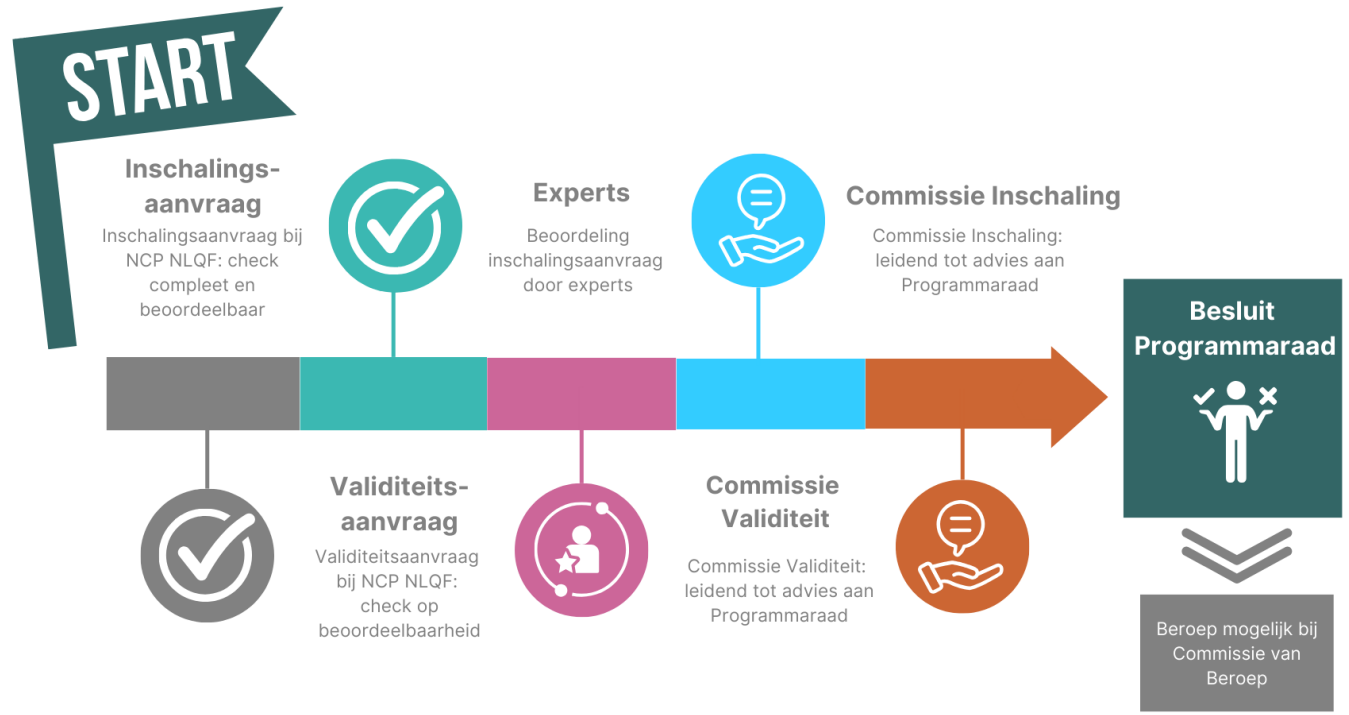 START
Inschalings-
aanvraag
Inschalingsaanvraag bij
NCP NLQF: check
compleet en
beoordeelbaar
Validiteits-
aanvraag
Validiteitsaanvraag
bij NCP NLQF:
check op
beoordeelbaarheid
Experts
Beoordeling
inschalingsaanvraag
door experts
Commissie
Validiteit
Commissie Validiteit:
leidend tot advies aan
Programmaraad
Commissie Inschaling
Commissie Inschaling:
leidend tot advies aan
Programmaraad
Besluit
Programmaraad
Beroep mogelijk bij
Commissie van
Beroep